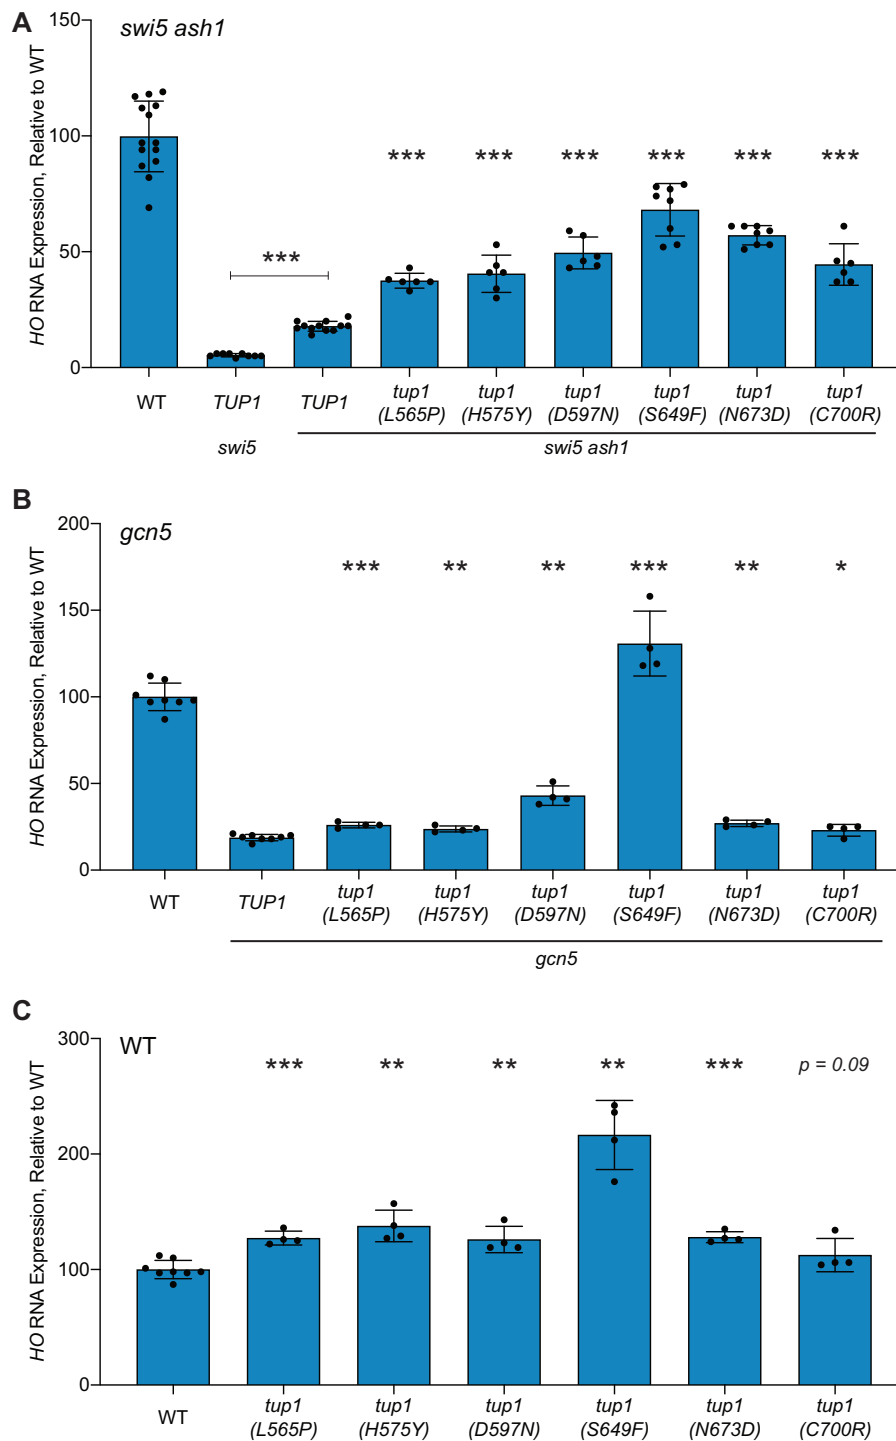 A
swi5 ash1
HO RNA Expression, Relative to WT
150
100
50
0
***
*** *** *** *** *** ***
WT TUP1 TUP1 tup1 tup1 tup1 tup1 tup1 tup1
(L565P) (H575Y) (D597N) (S649F) (N673D) (C700R)
swi5 swi5 ash1
B
gcn5
HO RNA Expression, Relative to WT
200
150
100
50
0
*** ** ** *** ** *
WT TUP1 tup1 tup1 tup1 tup1 tup1 tup1
(L565P) (H575Y) (D597N) (S649F) (N673D) (C700R)
gcn5
C
WT
HO RNA Expression, Relative to WT
300
200
100
0
*** ** ** ** *** p = 0.09
WT tup1 tup1 tup1 tup1 tup1 tup1
(L565P) (H575Y) (D597N) (S649F) (N673D) (C700R)